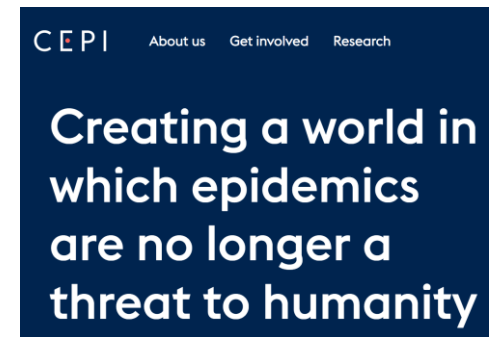 CEPI About us Get involved Research
Creating a world in
which epidemics
are no longer a
threat to humanity